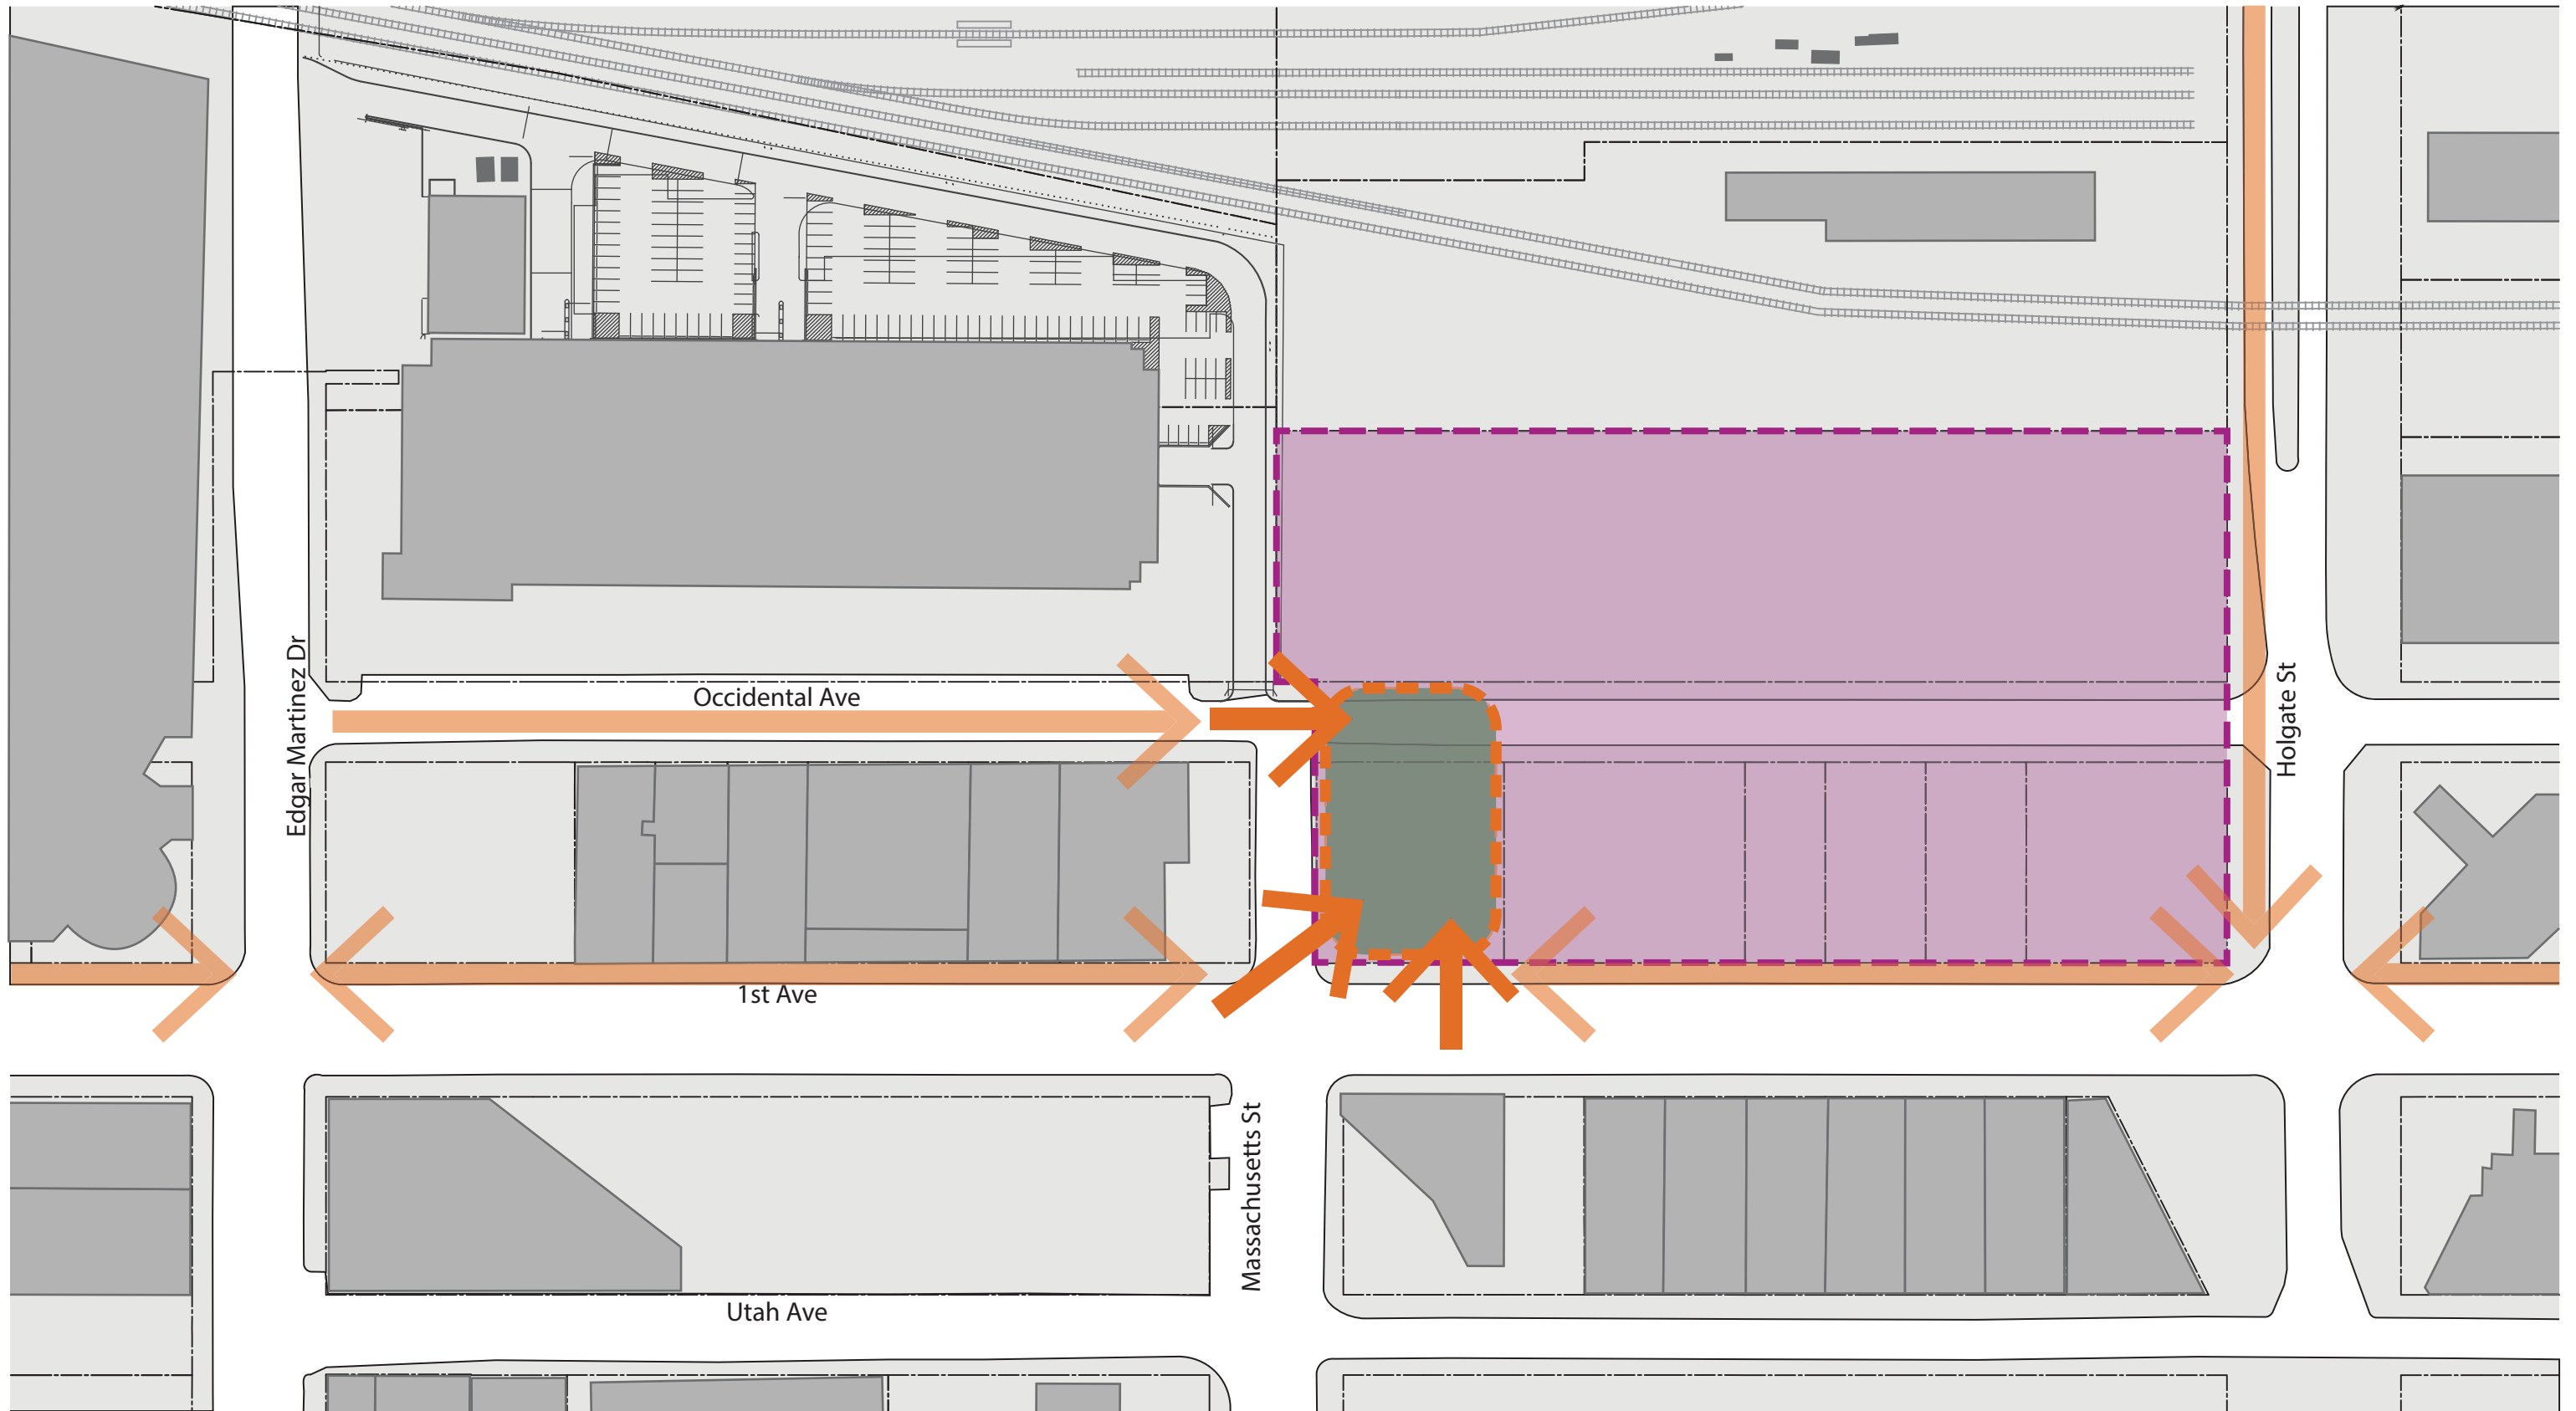 Occidental Ave
Edgar Martinez Dr
Holgate St
1st Ave
Massachusetts St
Utah Ave